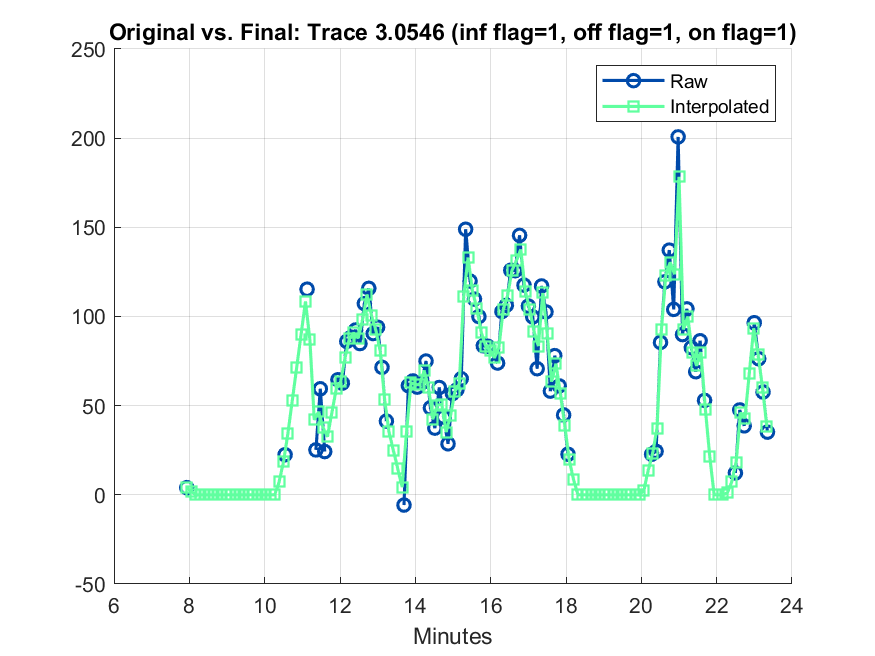 Original vs. Final: Trace 3.0546 (inf flag=1, off flag=1, on flag=1)
250
200
150
100
50
0
-50
Raw
Interpolated
6 8 10 12 14 16 18 20 22 24
Minutes